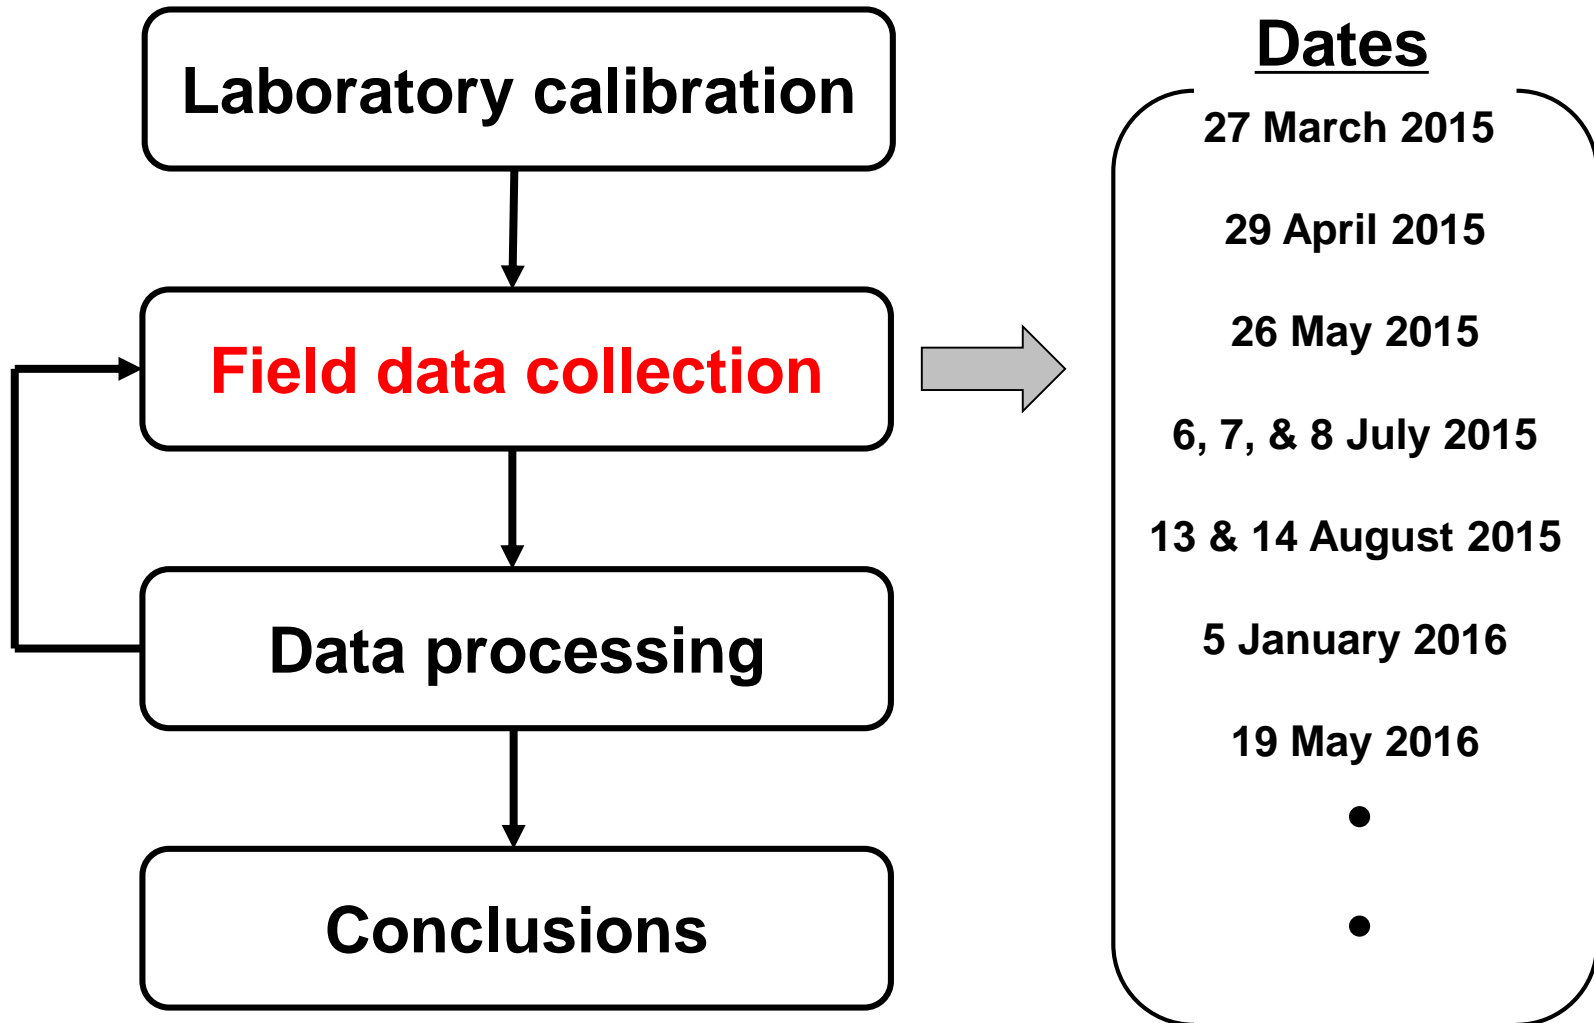 Laboratory calibration
Field data collection
Data processing
Conclusions
Dates
27 March 2015
29 April 2015
26 May 2015
6, 7, & 8 July 2015
13 & 14 August 2015
5 January 2016
19 May 2016
•
•